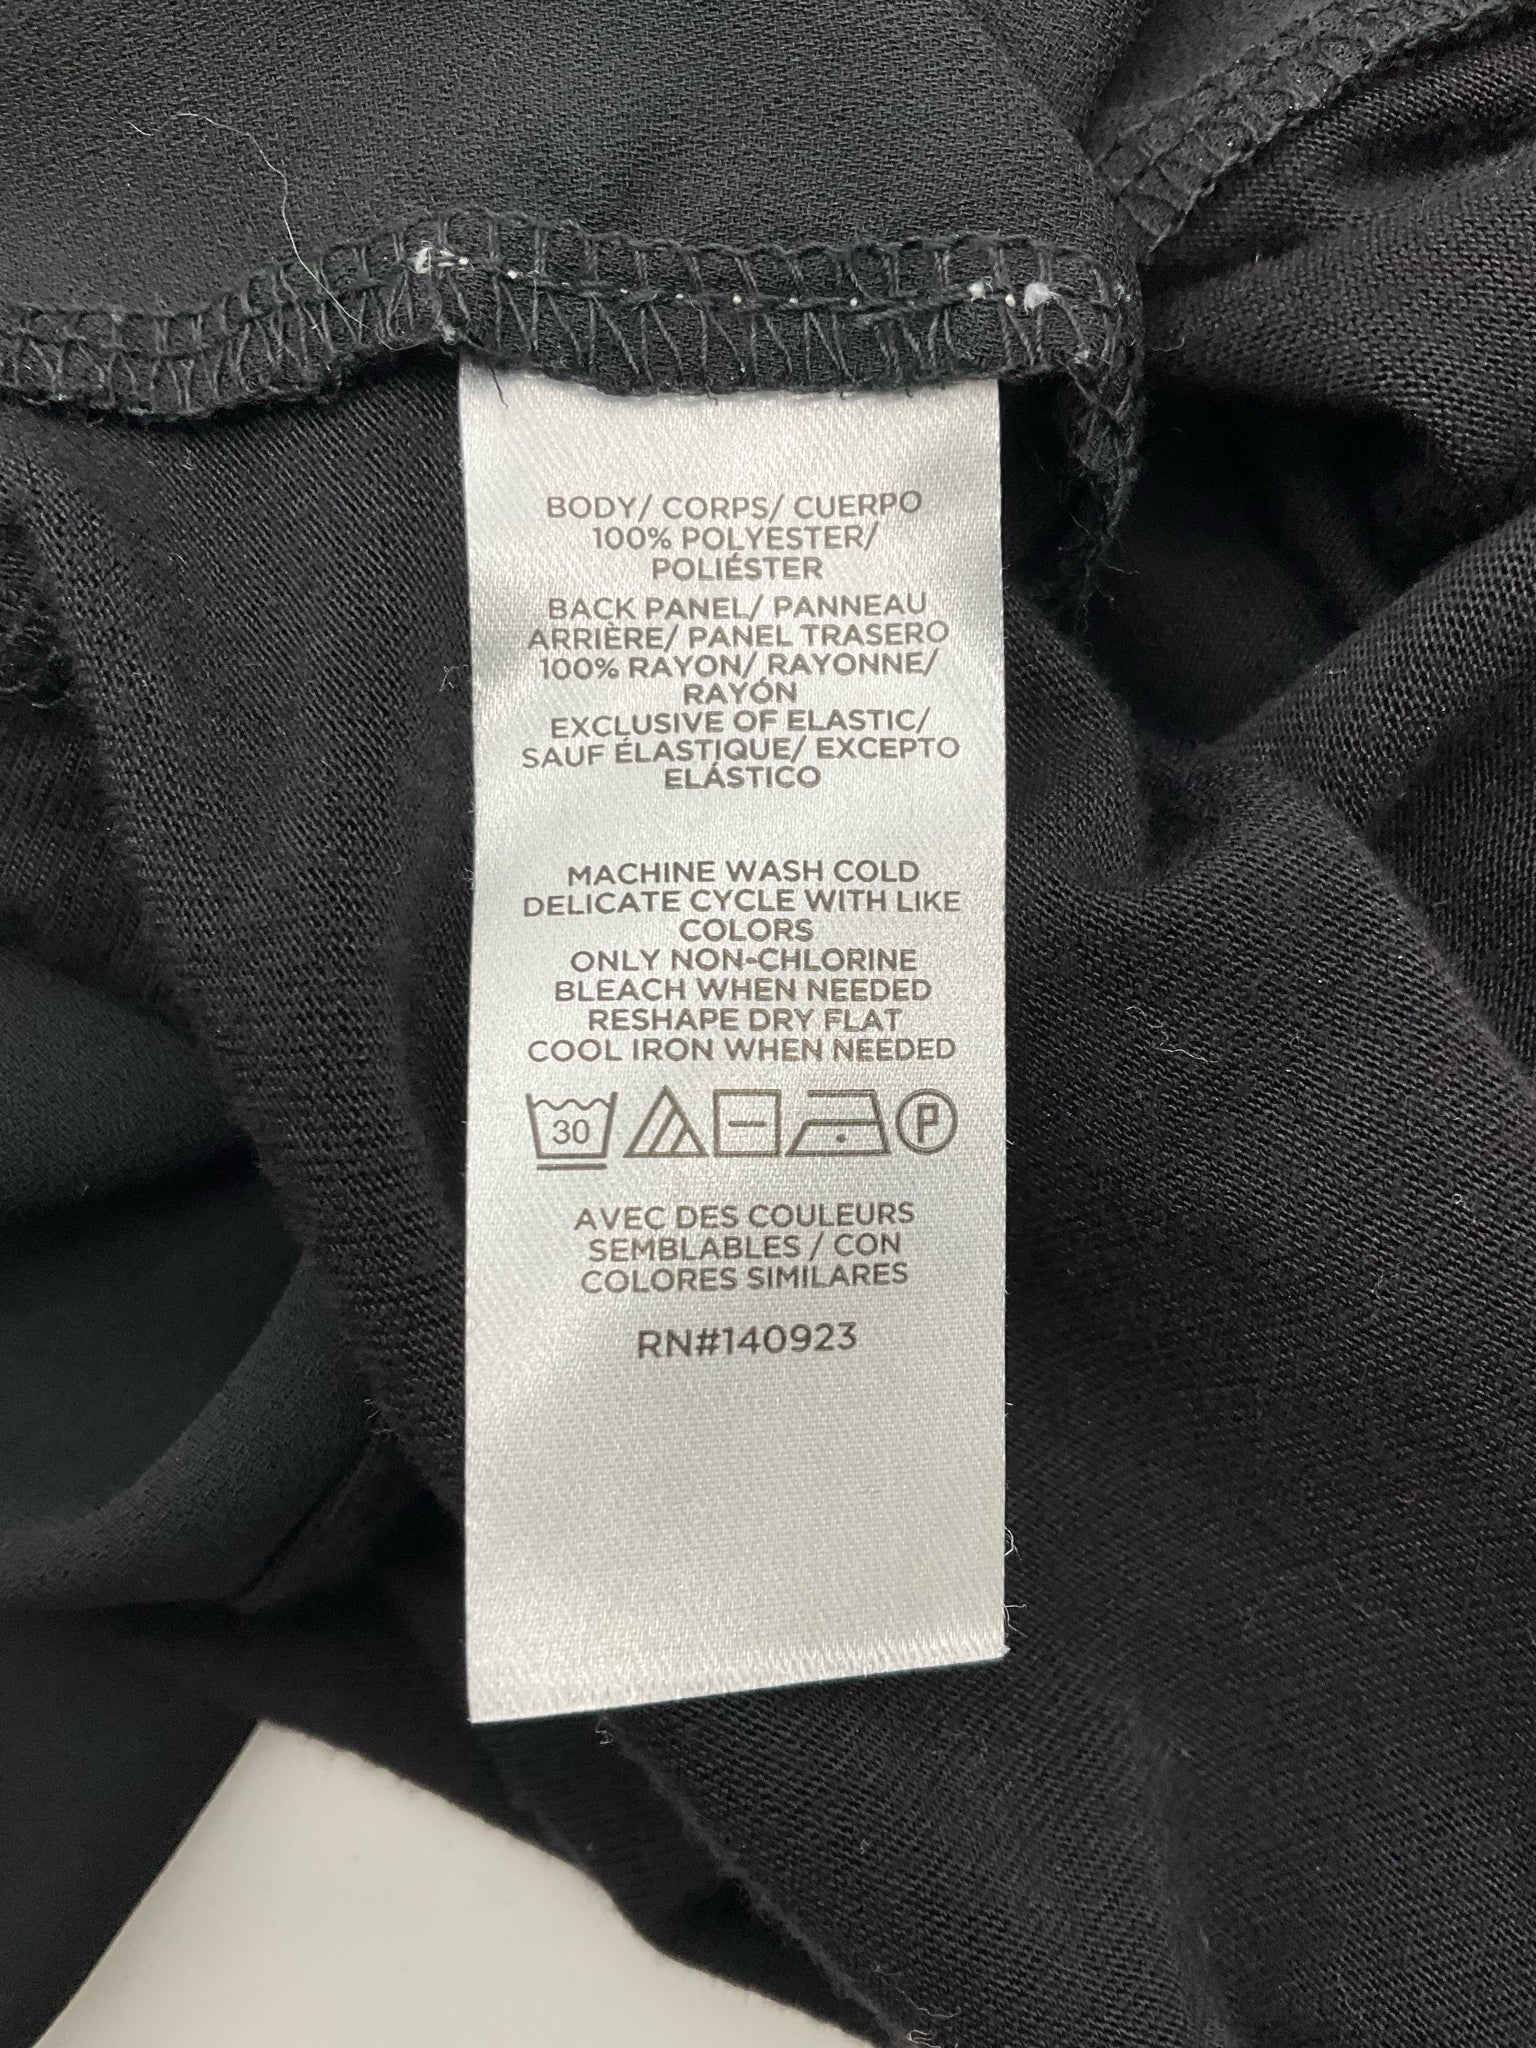 BODY/ CORPS/ CUERPO
100% POLYESTER/
POLIÉSTER
BACK PANEL/ PANNEAU
ARRIÈRE/ PANEL TRASERO
100% RAYON/ RAYONNE/
RAYÓN
EXCLUSIVE OF ELASTIC/
SAUF ÉLASTIQUE/ EXCEPTO
ELÁSTICO
MACHINE WASH COLD
DELICATE CYCLE WITH LIKE
COLORS
ONLY NON-CHLORINE
BLEACH WHEN NEEDED
RESHAPE DRY FLAT
COOL IRON WHEN NEEDED
30 P
AVEC DES COULEURS
SEMBLABLES / CON
COLORES SIMILARES
RN#140923